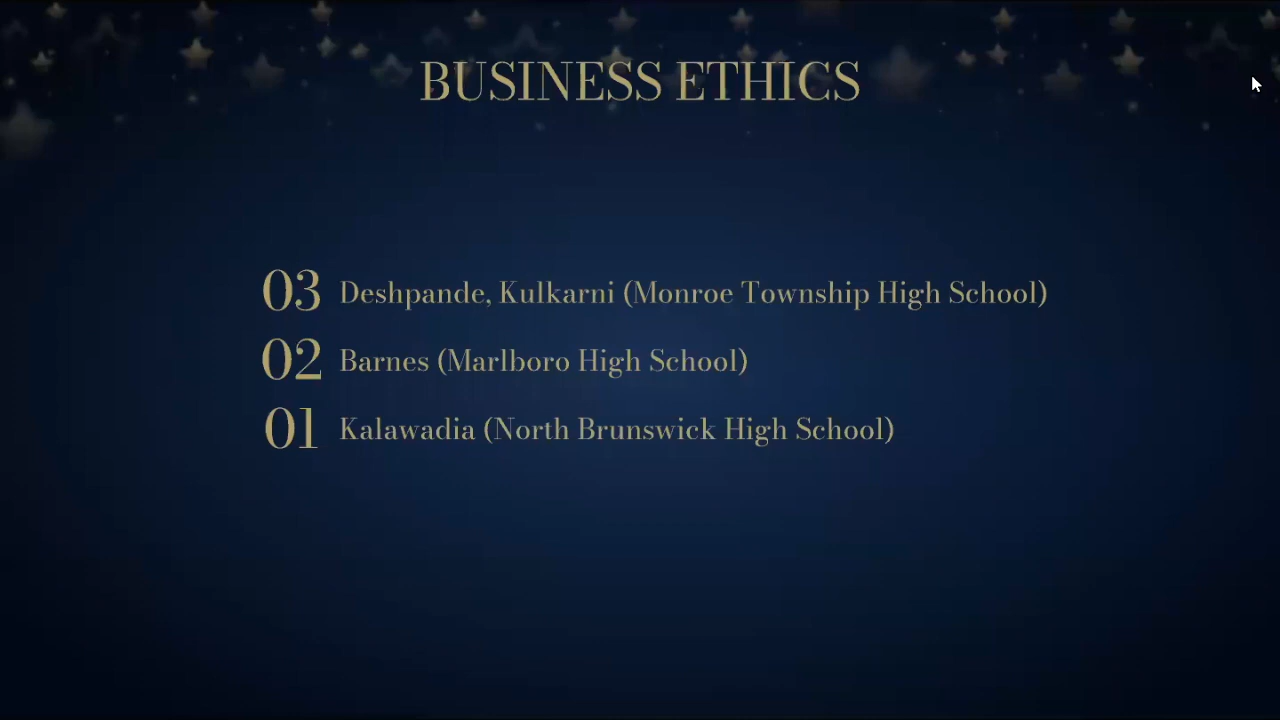 BUSINESS ETHICS
03 Deshpande, Kulkarni (Monroe Township High School)
02 Barnes (Marlboro High School)
01 Kalawadia (North Brunswick High School)